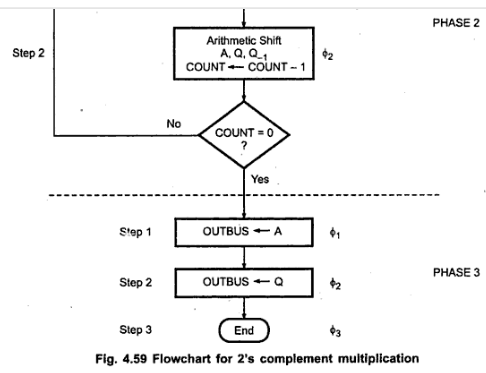 PHASE 2
Arithmetic Shift
Step 2 A, Q, Q-1 ϕ2
COUNT ← COUNT – 1
No
COUNT = 0
?
Yes
Step 1 OUTBUS ← A ϕ1
Step 2 OUTBUS ← Q ϕ2
PHASE 3
Step 3 End ϕ3
Fig. 4.59 Flowchart for 2's complement multiplication